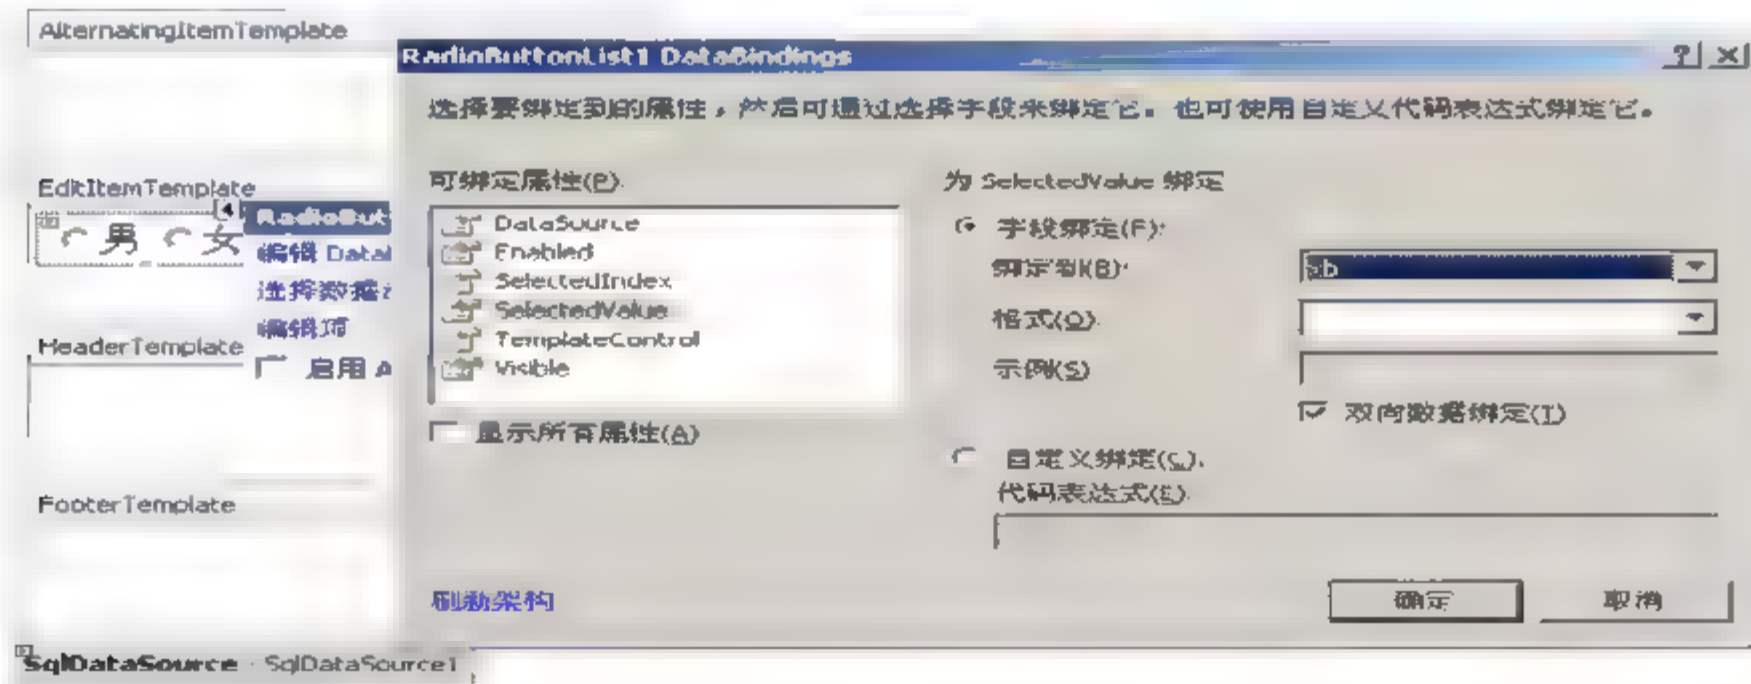 AlternatingItemTemplate
RadioButtonList1 DataBindings
选择要绑定到的属性，然后可通过选择字段来绑定它。也可使用自定义代码表达式绑定它。
EditItemTemplate
男 女
RadioBut
编辑 Data
选择数据
编辑项
启用 A
HeaderTemplate
FooterTemplate
可绑定属性(P):
DataSource
Enabled
SelectedIndex
SelectedValue
TemplateControl
Visible
显示所有属性(A)
为 SelectedValue 绑定
字段绑定(F):
绑定到(B): xb
格式(O):
示例(S)
双向数据绑定(T)
自定义绑定(C):
代码表达式(E)
刷新架构
确定 取消
SqlDataSource - SqlDataSource1